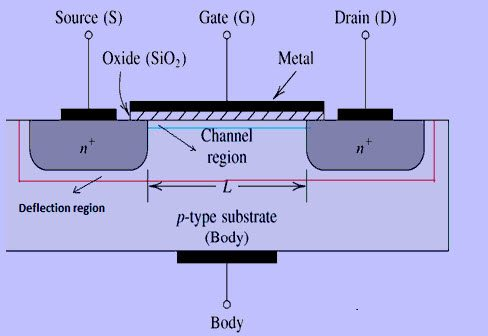 Source (S)
Gate (G)
Drain (D)
Oxide (SiO₂)
Metal
n⁺
Channel
region
n⁺
L
Deflection region
p-type substrate
(Body)
Body